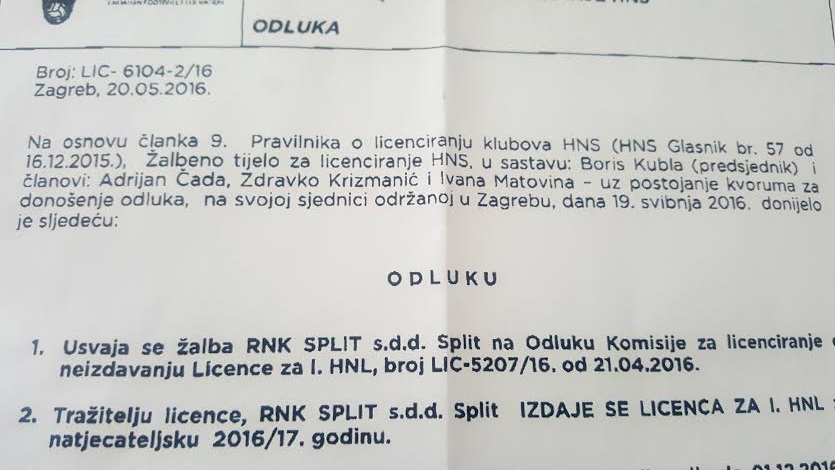 HNS
ODLUKA
Broj: LIC- 6104-2/16
Zagreb, 20.05.2016.
Na osnovu članka 9. Pravilnika o licenciranju klubova HNS (HNS Glasnik br. 57 od
16.12.2015.), Žalbeno tijelo za licenciranje HNS, u sastavu: Boris Kubla (predsjednik) i
članovi: Adrijan Čada, Zdravko Krizmanić i Ivana Matovina - uz postojanje kvoruma za
donošenje odluka, na svojoj sjednici održanoj u Zagrebu, dana 19. svibnja 2016. donijelo
je sljedeću:
ODLUKU
1. Usvaja se žalba RNK SPLIT s.d.d. Split na Odluku Komisije za licenciranje
neizdavanju Licence za I. HNL, broj LIC-5207/16. od 21.04.2016.
2. Tražitelju licence, RNK SPLIT s.d.d. Split IZDAJE SE LICENCA ZA I. HNL
natjecateljsku 2016/17. godinu.